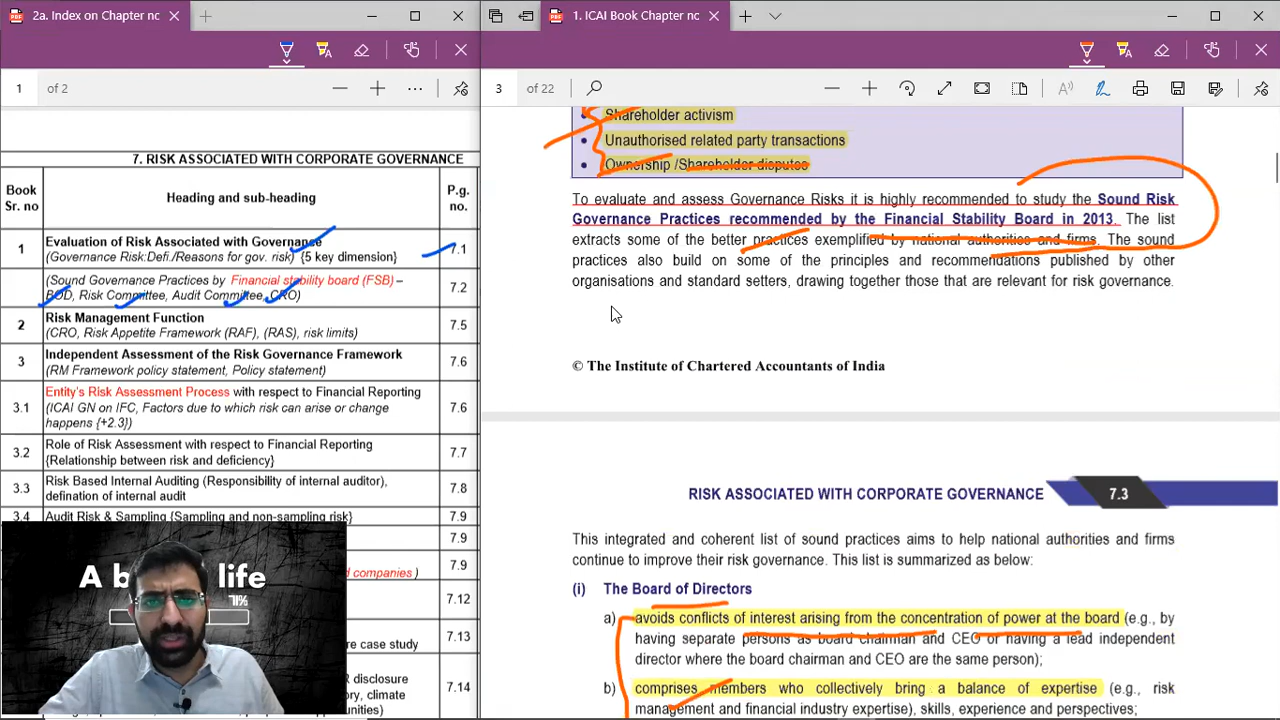 2a. Index on Chapter no
1. ICAI Book Chapter no
1 of 2
3 of 22
7. RISK ASSOCIATED WITH CORPORATE GOVERNANCE
Book Sr. no Heading and sub-heading P.g. no.
1 Evaluation of Risk Associated with Governance
(Governance Risk:Defi./Reasons for gov. risk) {5 key dimension} 7.1
(Sound Governance Practices by Financial stability board (FSB) –
BOD, Risk Committee, Audit Committee, CRO) 7.2
2 Risk Management Function
(CRO, Risk Appetite Framework (RAF), (RAS), risk limits) 7.5
3 Independent Assessment of the Risk Governance Framework
(RM Framework policy statement, Policy statement) 7.6
3.1 Entity's Risk Assessment Process with respect to Financial Reporting
(ICAI GN on IFC, Factors due to which risk can arise or change
happens {+2.3}) 7.6
3.2 Role of Risk Assessment with respect to Financial Reporting
{Relationship between risk and deficiency} 7.7
3.3 Risk Based Internal Auditing (Responsibility of internal auditor),
defination of internal audit 7.8
3.4 Audit Risk & Sampling {Sampling and non-sampling risk} 7.9
7.9
d companies) 7.9
7.12
re case study 7.13
R disclosure
ory, climate 7.14
A b life
71%
• Shareholder activism
• Unauthorised related party transactions
• Ownership /Shareholder disputes
To evaluate and assess Governance Risks it is highly recommended to study the Sound Risk
Governance Practices recommended by the Financial Stability Board in 2013. The list
extracts some of the better practices exemplified by national authorities and firms. The sound
practices also build on some of the principles and recommendations published by other
organisations and standard setters, drawing together those that are relevant for risk governance.
© The Institute of Chartered Accountants of India
RISK ASSOCIATED WITH CORPORATE GOVERNANCE 7.3
This integrated and coherent list of sound practices aims to help national authorities and firms
continue to improve their risk governance. This list is summarized as below:
(i) The Board of Directors
a) avoids conflicts of interest arising from the concentration of power at the board (e.g., by
having separate persons as board chairman and CEO or having a lead independent
director where the board chairman and CEO are the same person);
b) comprises members who collectively bring a balance of expertise (e.g., risk
management and financial industry expertise), skills, experience and perspectives;